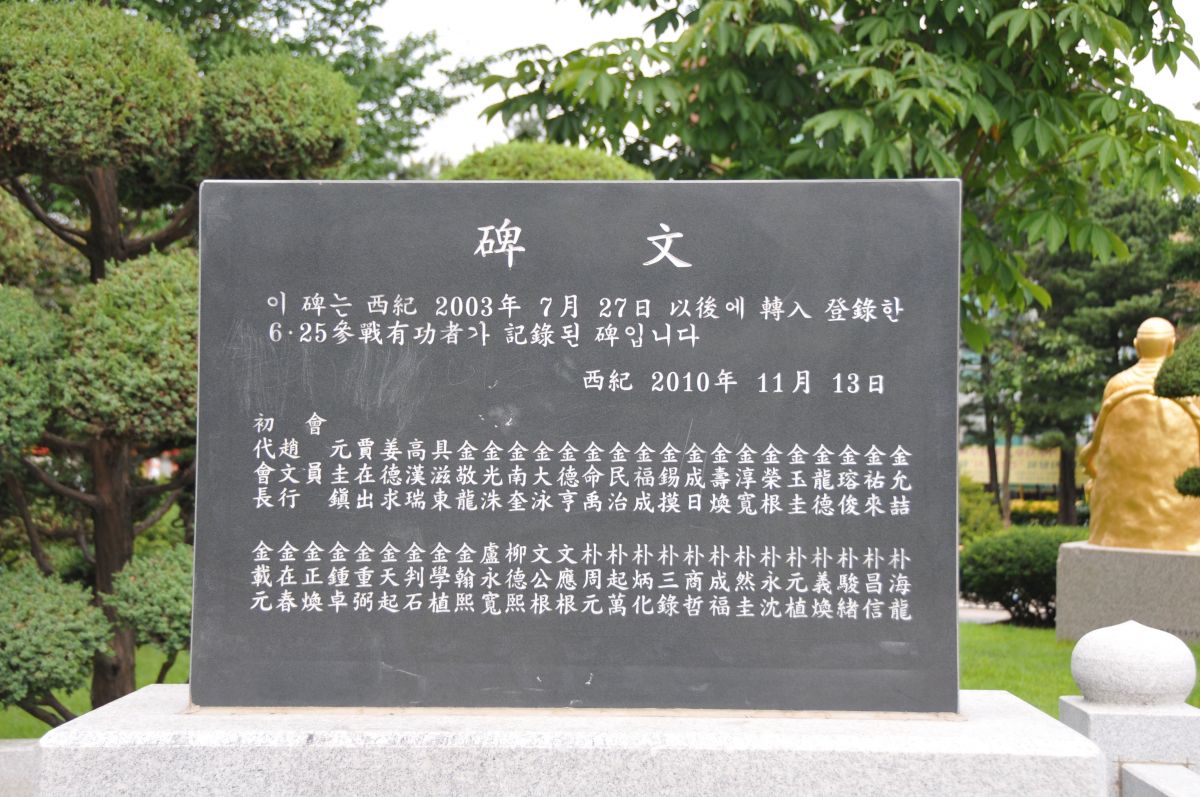 碑 文
이 碑는 西紀 2003年 7月 27日 以後에 轉入 登錄한
6·25參戰有功者가 記錄된 碑입니다
西紀 2010年 11月 13日
初代會長
趙文行
會員
元圭鎭
賈在出
姜德求
高漢瑞
具滋東
金敬龍
金光洙
金南奎
金大泳
金德亨
金命禹
金民治
金福成
金錫摸
金成日
金壽煥
金淳寬
金榮根
金玉圭
金龍德
金瑢俊
金祐來
金允詰
金載元
金在春
金正煥
金鍾卓
金重弼
金天起
金判石
金學植
金翰熙
盧永寬
柳德熙
文公根
文應根
朴周元
朴起萬
朴炳化
朴三錄
朴商哲
朴成福
朴然圭
朴永沈
朴元植
朴義煥
朴駿緖
朴昌信
朴海龍